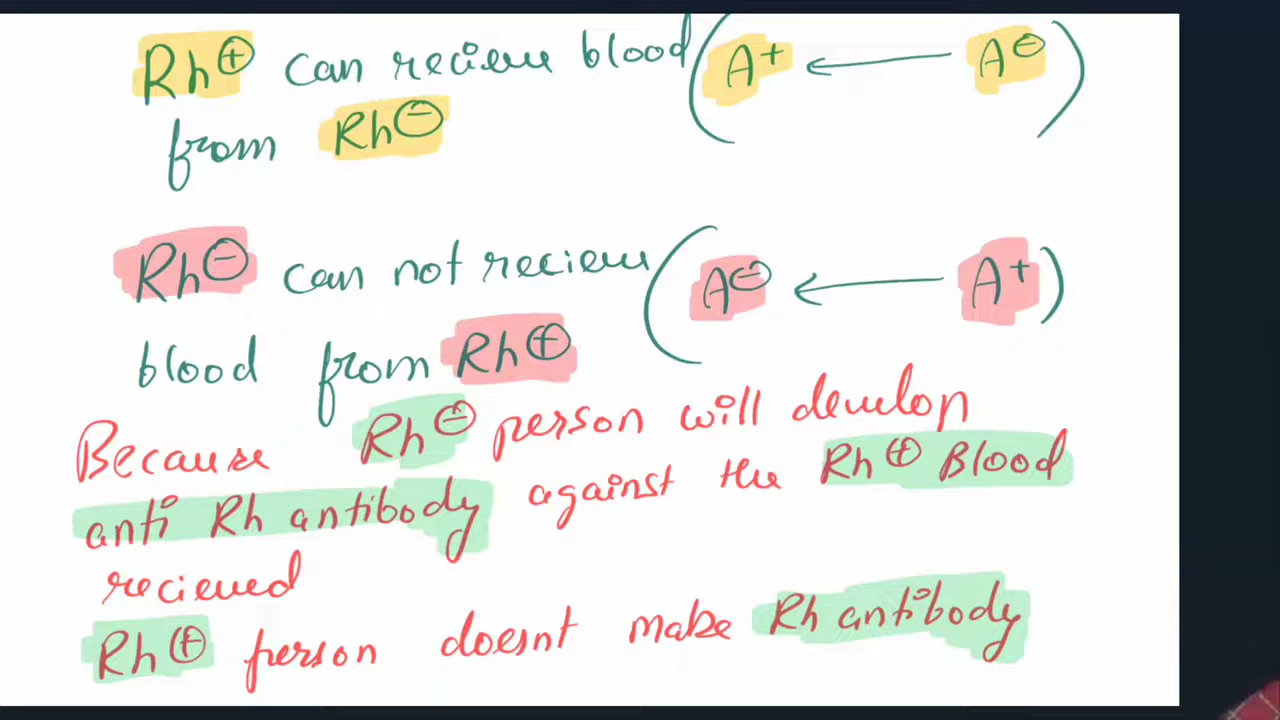 Rh⊕ can recieve blood (A+ ← A⊖)
from Rh⊖
Rh⊖ can not recieve (A⊖ ← A+)
blood from Rh⊕
Because Rh⊖ person will develop
anti Rh antibody against the Rh⊕ Blood
recieved
Rh⊕ person doesnt make Rh antibody